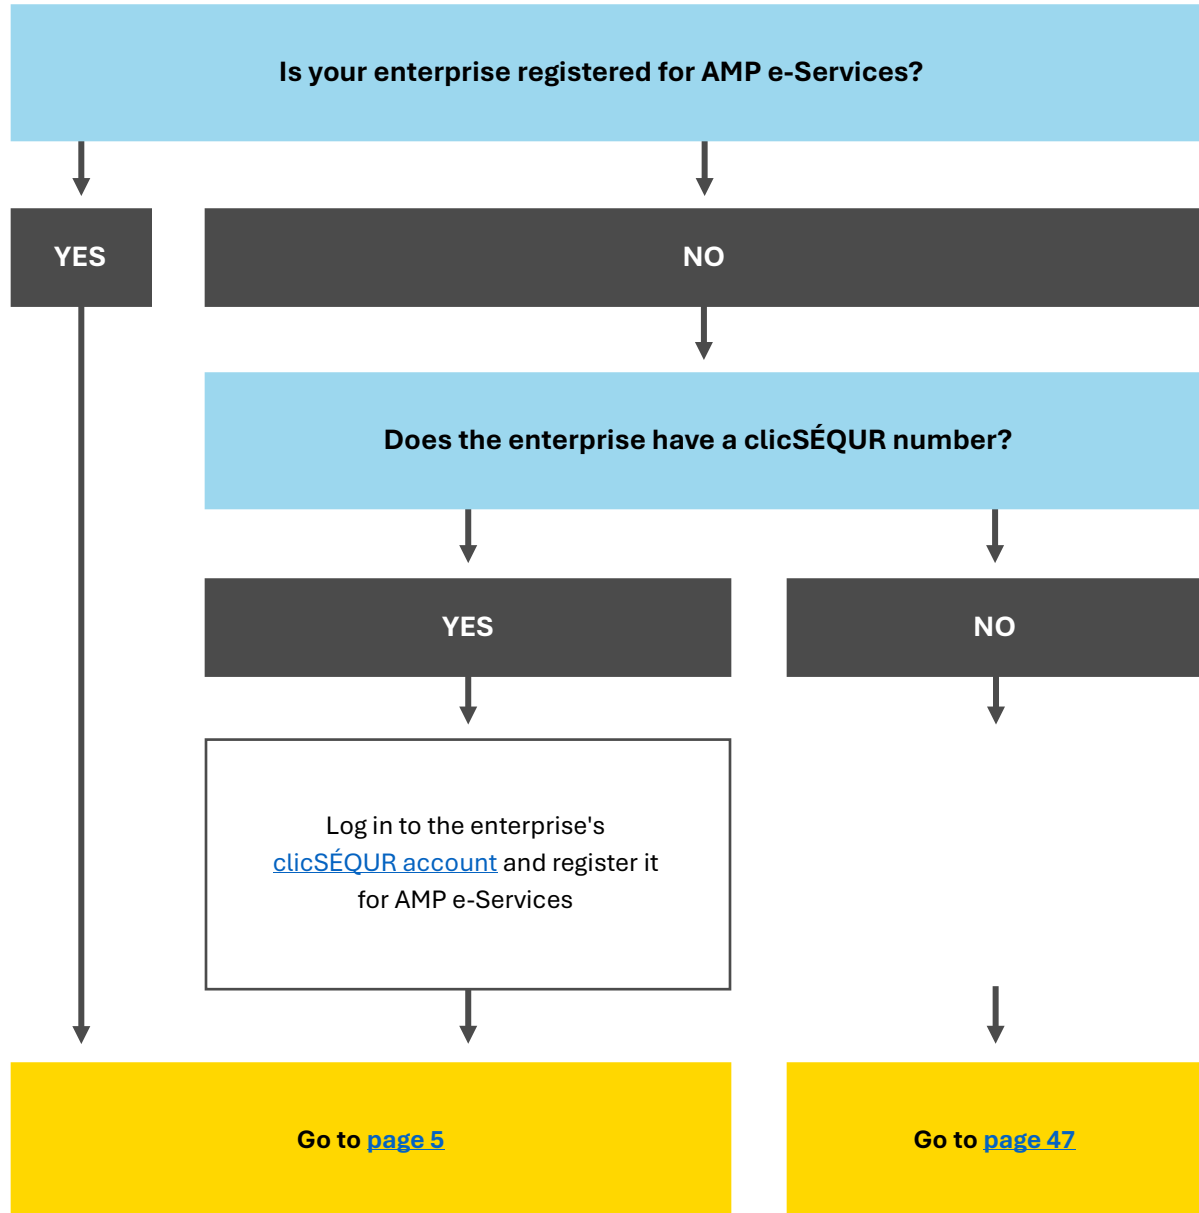 Is your enterprise registered for AMP e-Services?
YES
NO
Does the enterprise have a clicSÉQUR number?
YES
NO
Log in to the enterprise's
clicSÉQUR account and register it
for AMP e-Services
Go to page 5
Go to page 47